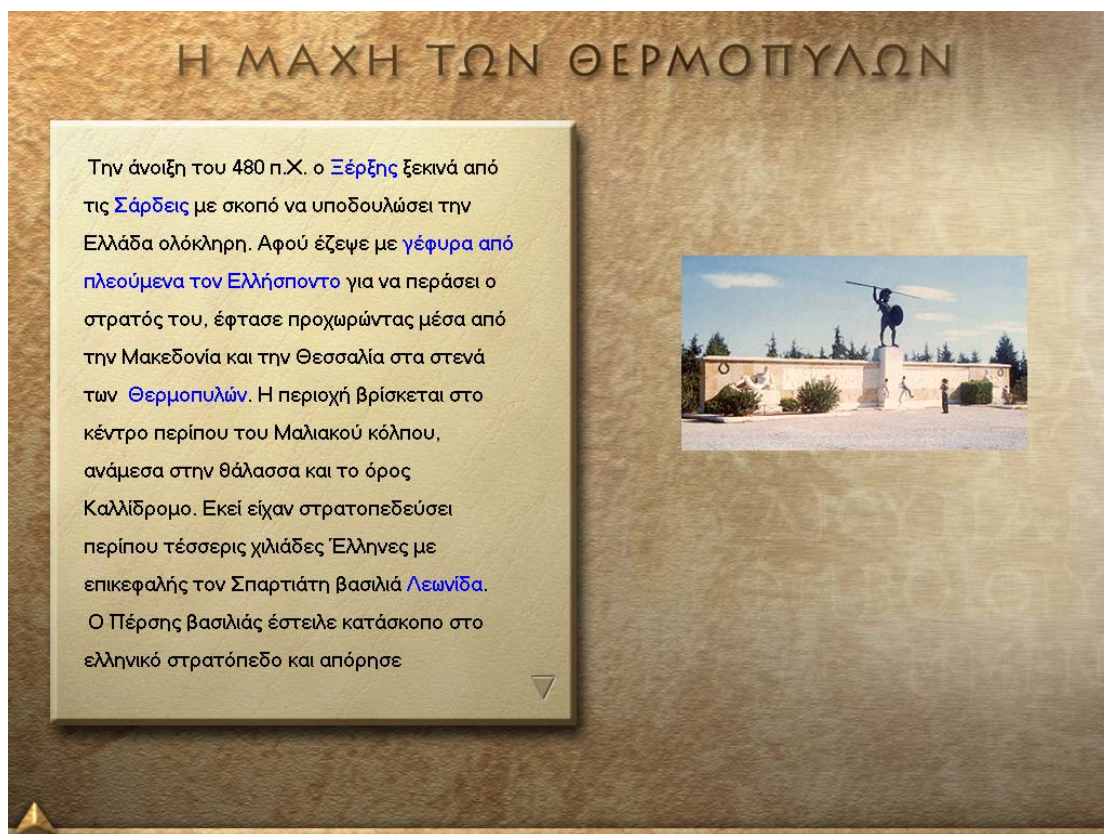 Η ΜΑΧΗ ΤΩΝ ΘΕΡΜΟΠΥΛΩΝ
Την άνοιξη του 480 π.Χ. ο Ξέρξης ξεκινά από
τις Σάρδεις με σκοπό να υποδουλώσει την
Ελλάδα ολόκληρη. Αφού έζεψε με γέφυρα από
πλεούμενα τον Ελλήσποντο για να περάσει ο
στρατός του, έφτασε προχωρώντας μέσα από
την Μακεδονία και την Θεσσαλία στα στενά
των Θερμοπυλών. Η περιοχή βρίσκεται στο
κέντρο περίπου του Μαλιακού κόλπου,
ανάμεσα στην θάλασσα και το όρος
Καλλίδρομο. Εκεί είχαν στρατοπεδεύσει
περίπου τέσσερις χιλιάδες Έλληνες με
επικεφαλής τον Σπαρτιάτη βασιλιά Λεωνίδα.
Ο Πέρσης βασιλιάς έστειλε κατάσκοπο στο
ελληνικό στρατόπεδο και απόρησε